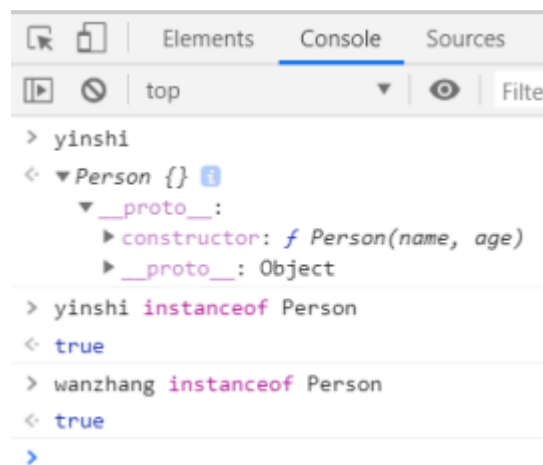 Elements Console Sources
top ▼ Filte
> yinshi
<· ▼Person {} i
▼__proto__:
▶constructor: ƒ Person(name, age)
▶__proto__: Object
> yinshi instanceof Person
<· true
> wanzhang instanceof Person
<· true
>